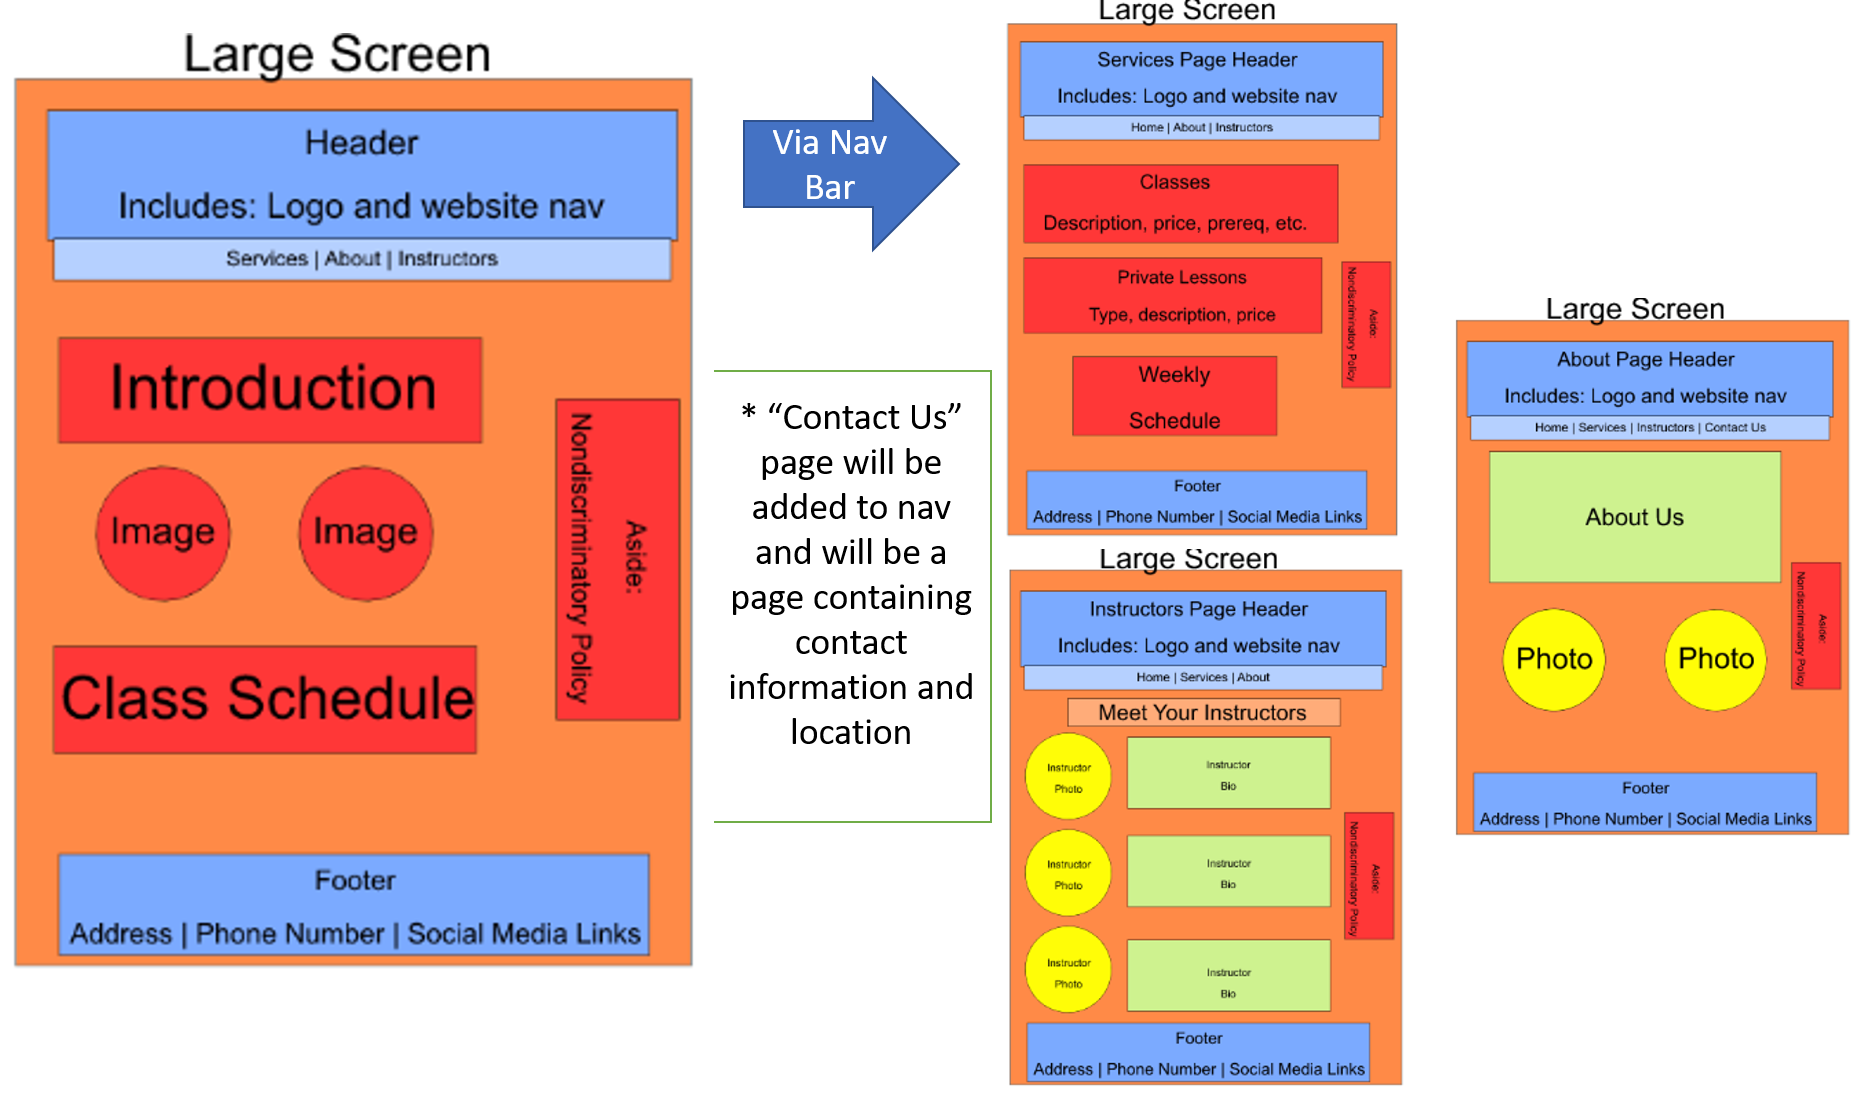 Large Screen
Header
Includes: Logo and website nav
Services | About | Instructors
Introduction
Image
Image
Aside:
Nondiscriminatory Policy
Class Schedule
Footer
Address | Phone Number | Social Media Links
Via Nav
Bar
* “Contact Us”
page will be
added to nav
and will be a
page containing
contact
information and
location
Large Screen
Services Page Header
Includes: Logo and website nav
Home | About | Instructors
Classes
Description, price, prereq, etc.
Private Lessons
Type, description, price
Aside:
Nondiscriminatory Policy
Weekly
Schedule
Footer
Address | Phone Number | Social Media Links
Large Screen
Instructors Page Header
Includes: Logo and website nav
Home | Services | About
Meet Your Instructors
Instructor
Photo
Instructor
Bio
Instructor
Photo
Instructor
Bio
Aside:
Nondiscriminatory Policy
Instructor
Photo
Instructor
Bio
Footer
Address | Phone Number | Social Media Links
Large Screen
About Page Header
Includes: Logo and website nav
Home | Services | Instructors | Contact Us
About Us
Aside:
Nondiscriminatory Policy
Photo
Photo
Footer
Address | Phone Number | Social Media Links